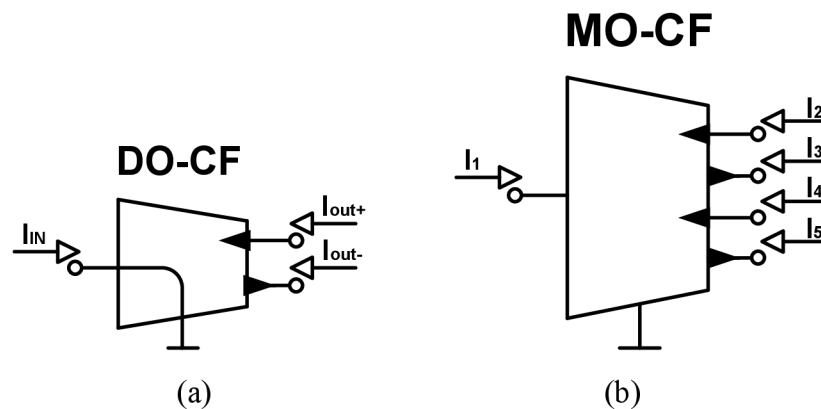 DO-CF
IIN
Iout+
Iout-
(a)
MO-CF
I1
I2
I3
I4
I5
(b)